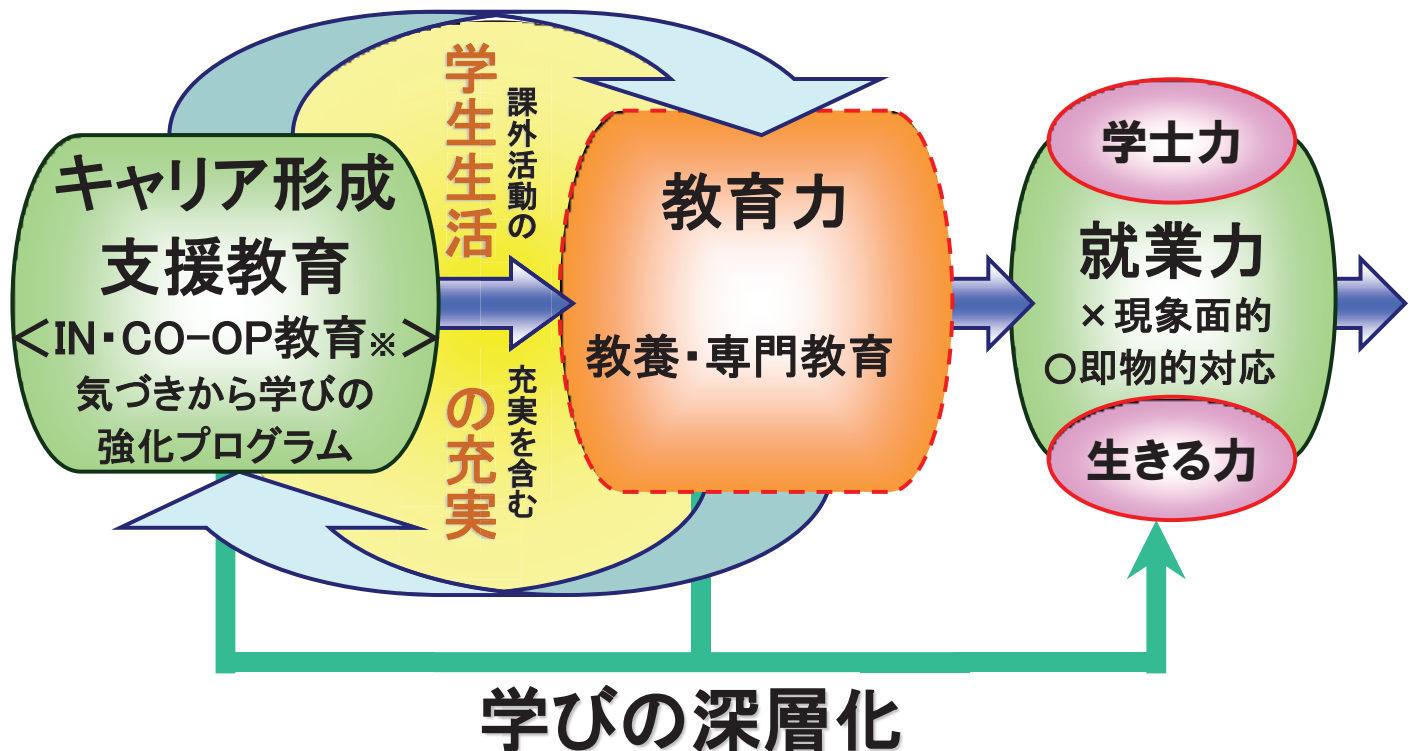 キャリア形成
支援教育
＜IN・CO-OP教育※＞
気づきから学びの
強化プログラム
学生生活
の充実
課外活動の
充実を含む
教育力
教養・専門教育
学士力
就業力
×現象面的
○即物的対応
生きる力
学びの深層化